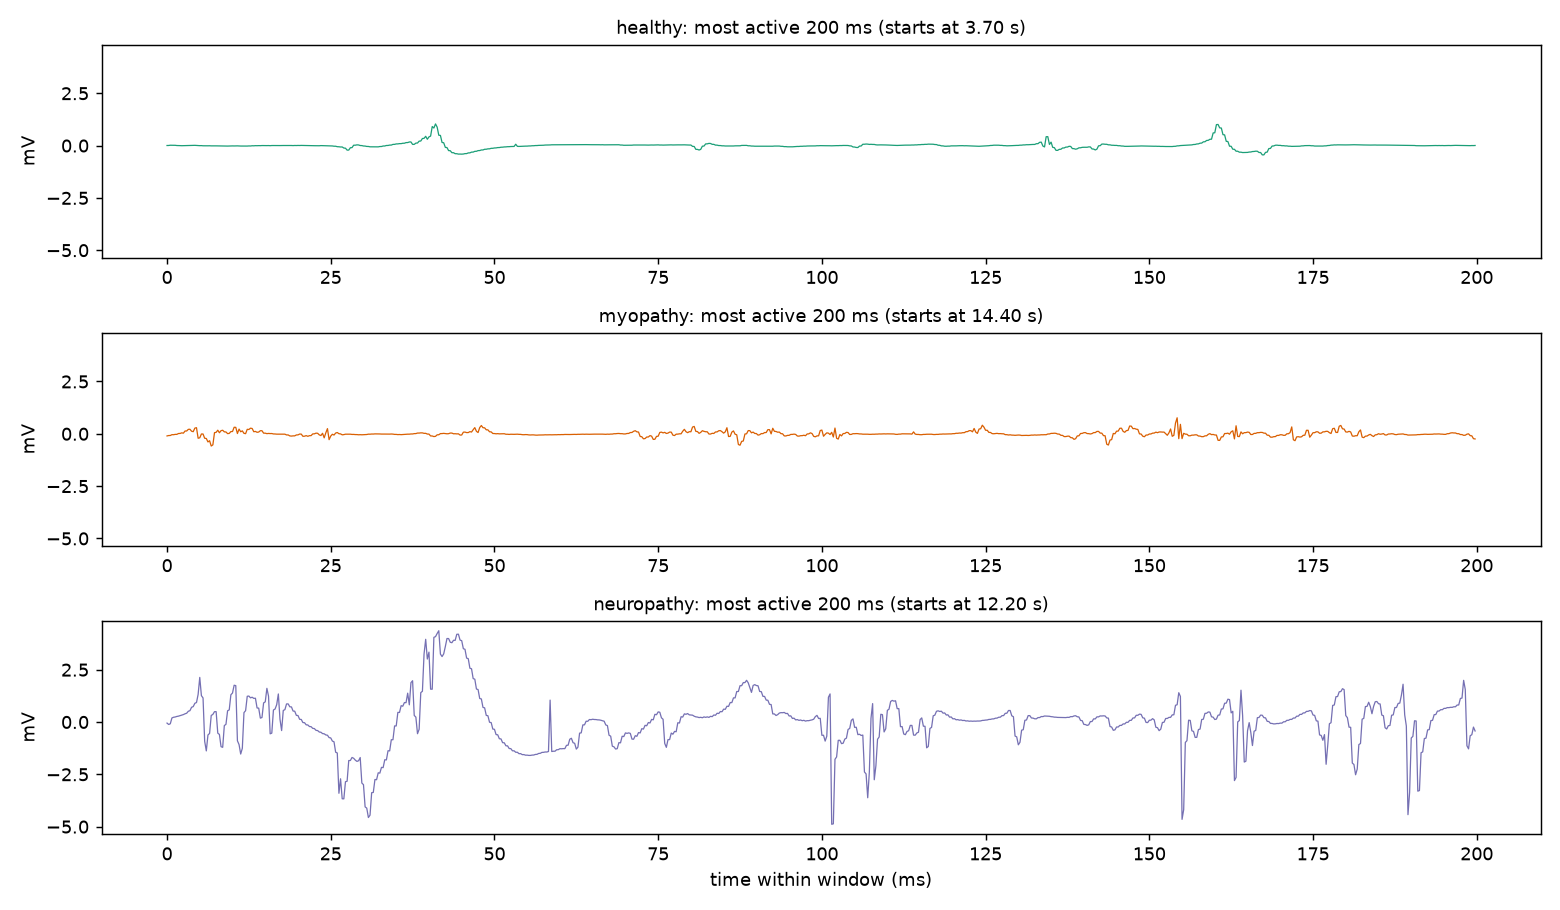 healthy: most active 200 ms (starts at 3.70 s)
mV
2.5
0.0
−2.5
−5.0
0 25 50 75 100 125 150 175 200
myopathy: most active 200 ms (starts at 14.40 s)
mV
2.5
0.0
−2.5
−5.0
0 25 50 75 100 125 150 175 200
neuropathy: most active 200 ms (starts at 12.20 s)
mV
2.5
0.0
−2.5
−5.0
0 25 50 75 100 125 150 175 200
time within window (ms)